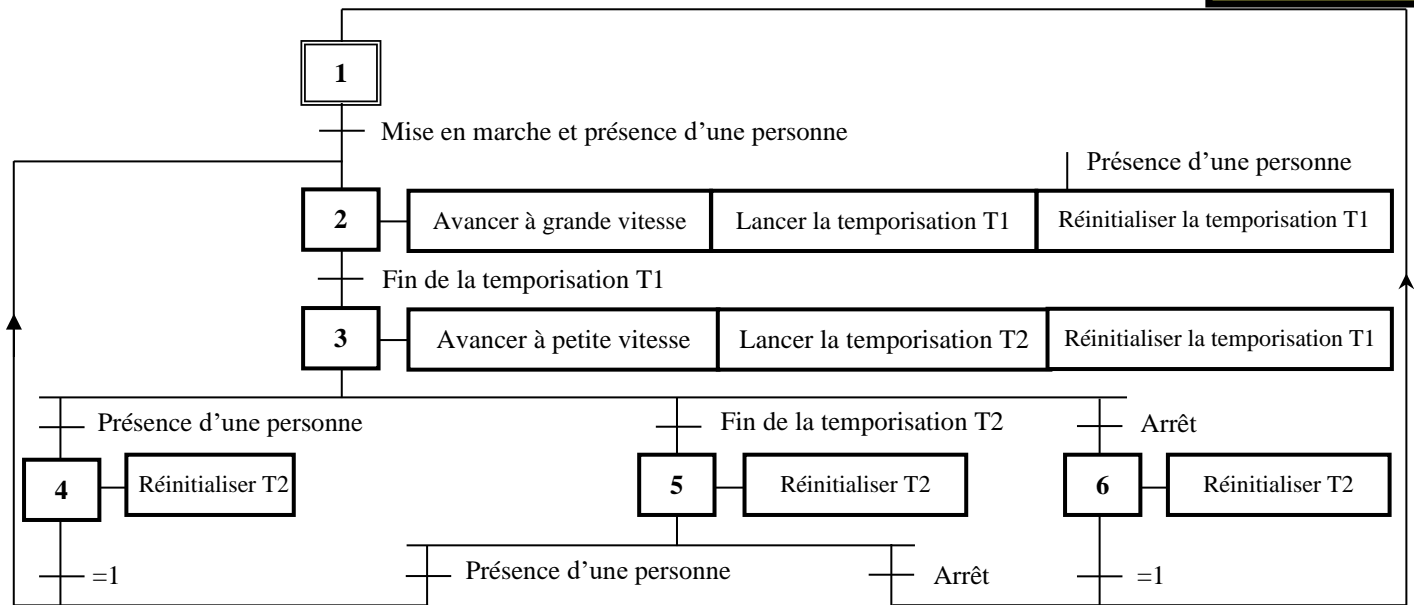 1
Mise en marche et présence d'une personne
Présence d'une personne
2
Avancer à grande vitesse
Lancer la temporisation T1
Réinitialiser la temporisation T1
Fin de la temporisation T1
3
Avancer à petite vitesse
Lancer la temporisation T2
Réinitialiser la temporisation T1
Présence d'une personne
Fin de la temporisation T2
Arrêt
4
Réinitialiser T2
5
Réinitialiser T2
6
Réinitialiser T2
=1
Présence d'une personne
Arrêt
=1